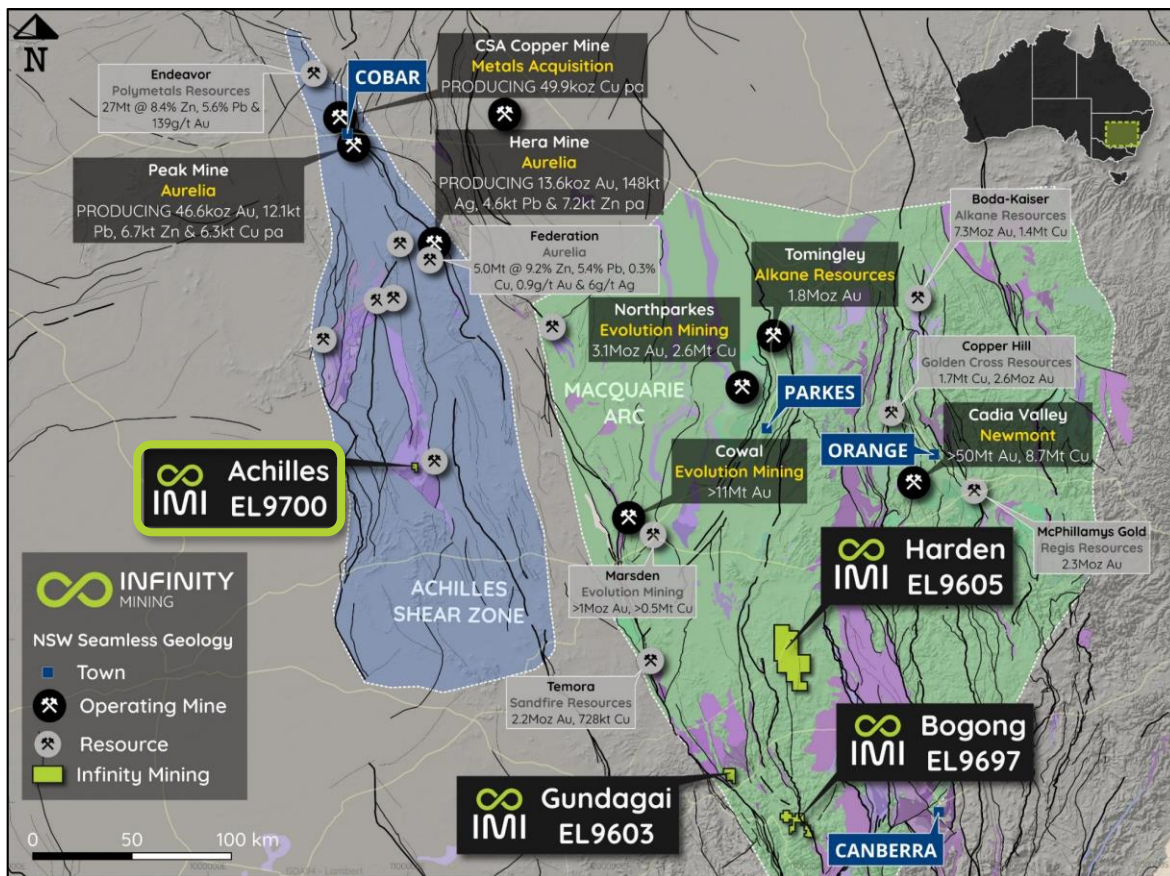 N
Endeavor
Polymetals Resources
27Mt @ 8.4% Zn, 5.6% Pb &
139g/t Au
COBAR
CSA Copper Mine
Metals Acquisition
PRODUCING 49.9koz Cu pa
Peak Mine
Aurelia
PRODUCING 46.6koz Au, 12.1kt
Pb, 6.7kt Zn & 6.3kt Cu pa
Hera Mine
Aurelia
PRODUCING 13.6koz Au, 148kt
Ag, 4.6kt Pb & 7.2kt Zn pa
Federation
Aurelia
5.0Mt @ 9.2% Zn, 5.4% Pb, 0.3%
Cu, 0.9g/t Au & 6g/t Ag
Boda-Kaiser
Alkane Resources
7.3Moz Au, 1.4Mt Cu
Tomingley
Alkane Resources
1.8Moz Au
Northparkes
Evolution Mining
3.1Moz Au, 2.6Mt Cu
Copper Hill
Golden Cross Resources
1.7Mt Cu, 2.6Moz Au
MACQUARIE
ARC
PARKES
Cadia Valley
Newmont
>50Mt Au, 8.7Mt Cu
ORANGE
Cowal
Evolution Mining
>11Mt Au
IMI
Achilles
EL9700
McPhillamys Gold
Regis Resources
2.3Moz Au
Marsden
Evolution Mining
>1Moz Au, >0.5Mt Cu
IMI
Harden
EL9605
ACHILLES
SHEAR ZONE
Temora
Sandfire Resources
2.2Moz Au, 728kt Cu
IMI
Bogong
EL9697
IMI
Gundagai
EL9603
CANBERRA
INFINITY
MINING
NSW Seamless Geology
Town
Operating Mine
Resource
Infinity Mining
0 50 100 km